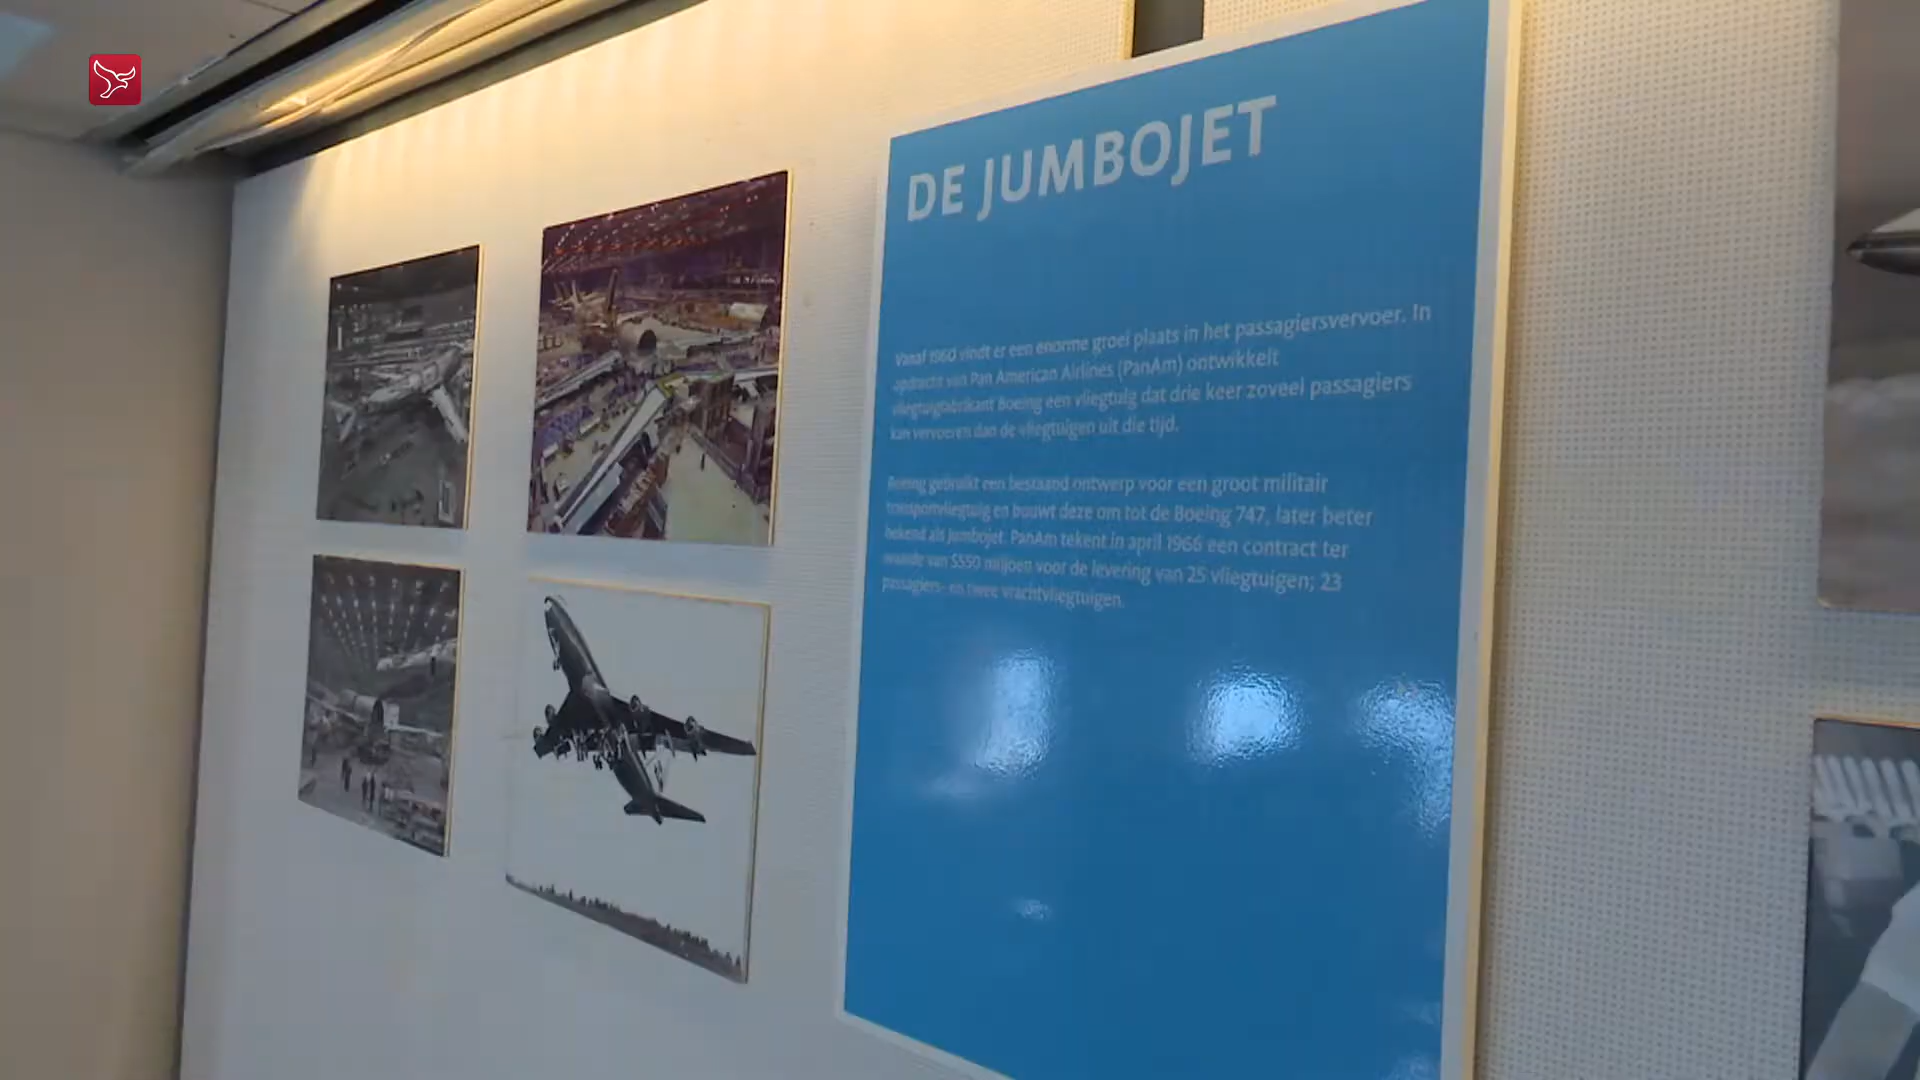 DE JUMBOJET
Vanaf 1960 vindt er een enorme groei plaats in het passagiersvervoer. In
opdracht van Pan American Airlines (PanAm) ontwikkelt
vliegtuigfabrikant Boeing een vliegtuig dat drie keer zoveel passagiers
kan vervoeren dan de vliegtuigen uit die tijd.
Boeing gebruikt een bestaand ontwerp voor een groot militair
transportvliegtuig en bouwt deze om tot de Boeing 747, later beter
bekend als Jumbojet. PanAm tekent in april 1966 een contract ter
waarde van $550 miljoen voor de levering van 25 vliegtuigen; 23
passagiers- en twee vrachtvliegtuigen.